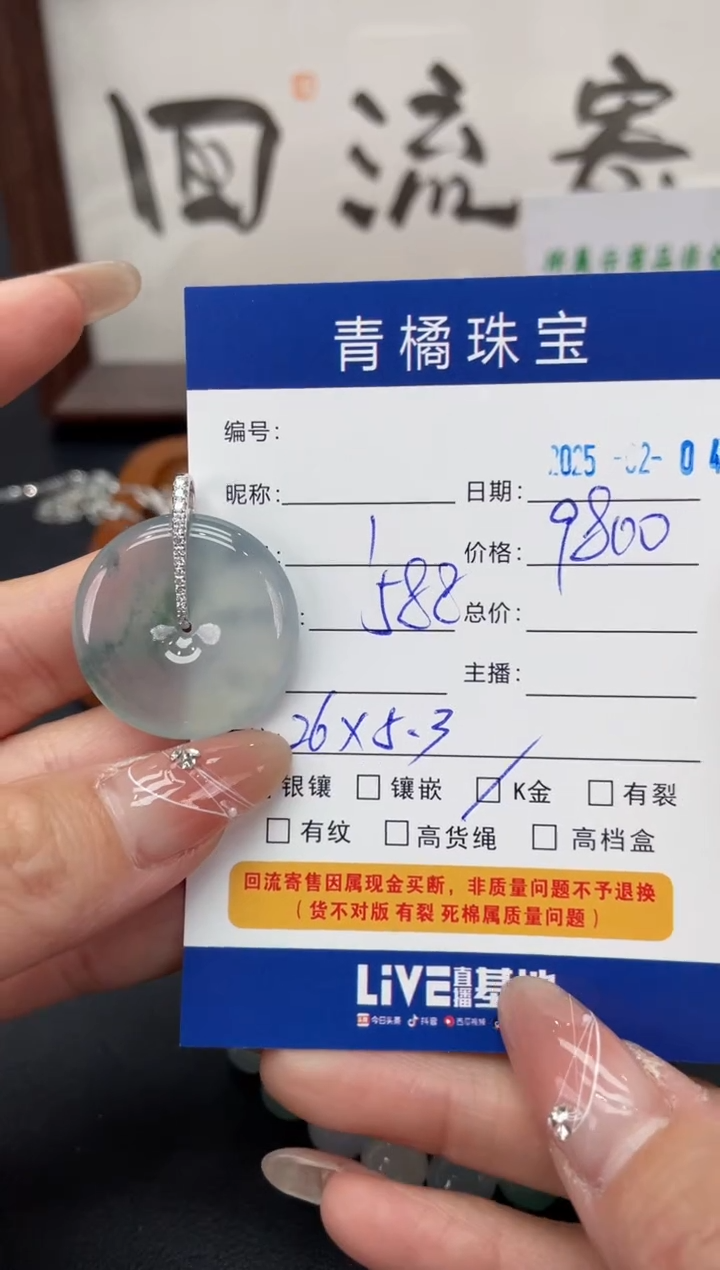 回流寄
青橘珠宝
编号:
昵称: 日期: 2025-02-04
: 1 价格: 9800
: 588 总价:
主播:
26×5.3
银镶 □ 镶嵌 □ K金 □ 有裂
□ 有纹 □ 高货绳 □ 高档盒
回流寄售因属现金买断，非质量问题不予退换
（货不对版 有裂 死棉属质量问题）
LIVE直播基地
今日头条 抖音 西瓜视频